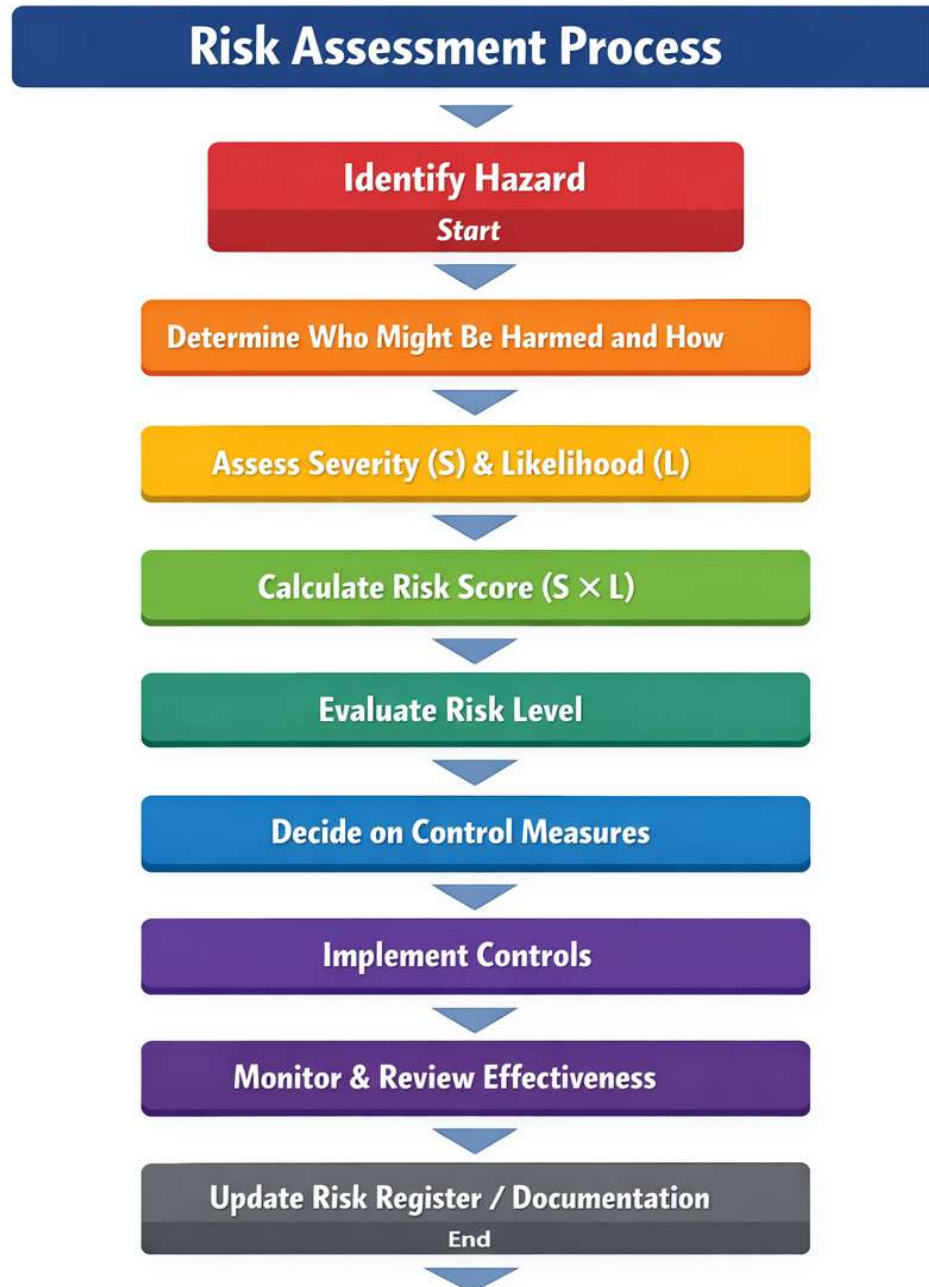 Risk Assessment Process
Identify Hazard
Start
Determine Who Might Be Harmed and How
Assess Severity (S) & Likelihood (L)
Calculate Risk Score (S × L)
Evaluate Risk Level
Decide on Control Measures
Implement Controls
Monitor & Review Effectiveness
Update Risk Register / Documentation
End